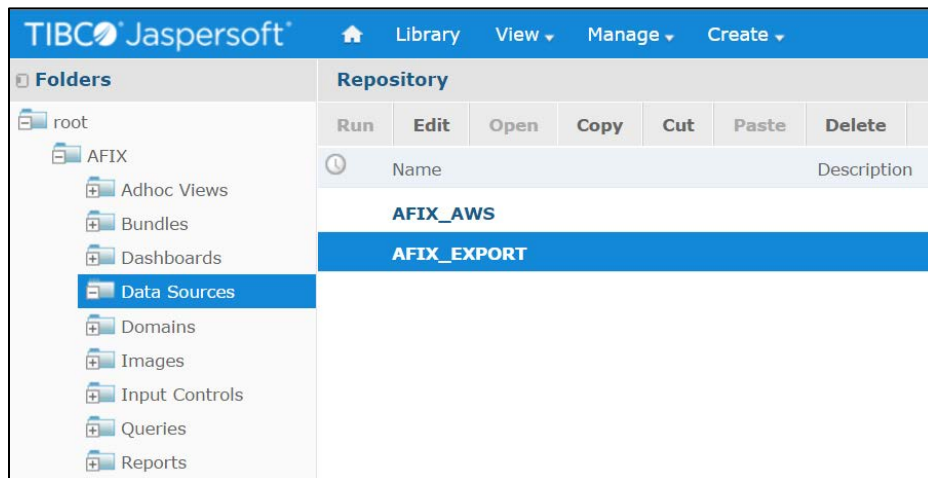 TIBCO Jaspersoft Library View Manage Create
Folders
root
AFIX
Adhoc Views
Bundles
Dashboards
Data Sources
Domains
Images
Input Controls
Queries
Reports
Repository
Run Edit Open Copy Cut Paste Delete
Name Description
AFIX_AWS
AFIX_EXPORT